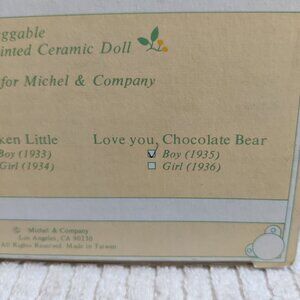 ggable
inted Ceramic Doll
for Michel & Company
ken Little
Boy (1933)
Girl (1934)
Love you, Chocolate Bear
Boy (1935)
Girl (1936)
© Michel & Company
Los Angeles, CA 90230
All Rights Reserved. Made in Taiwan